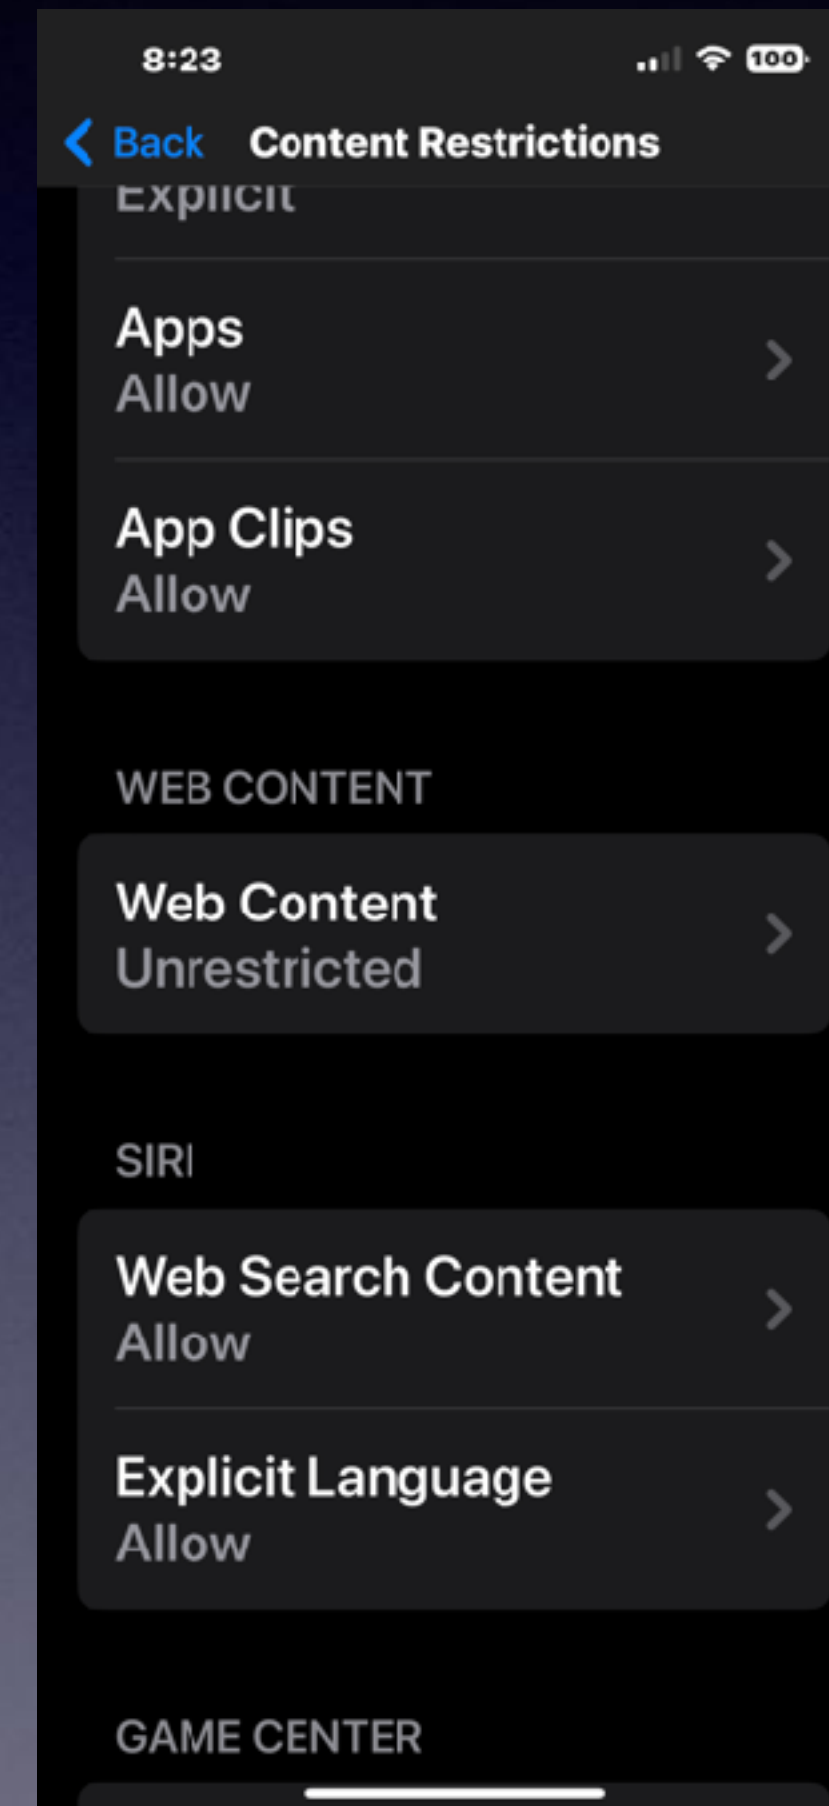 8:23
100
Back Content Restrictions
Explicit
Apps
Allow
App Clips
Allow
WEB CONTENT
Web Content
Unrestricted
SIRI
Web Search Content
Allow
Explicit Language
Allow
GAME CENTER